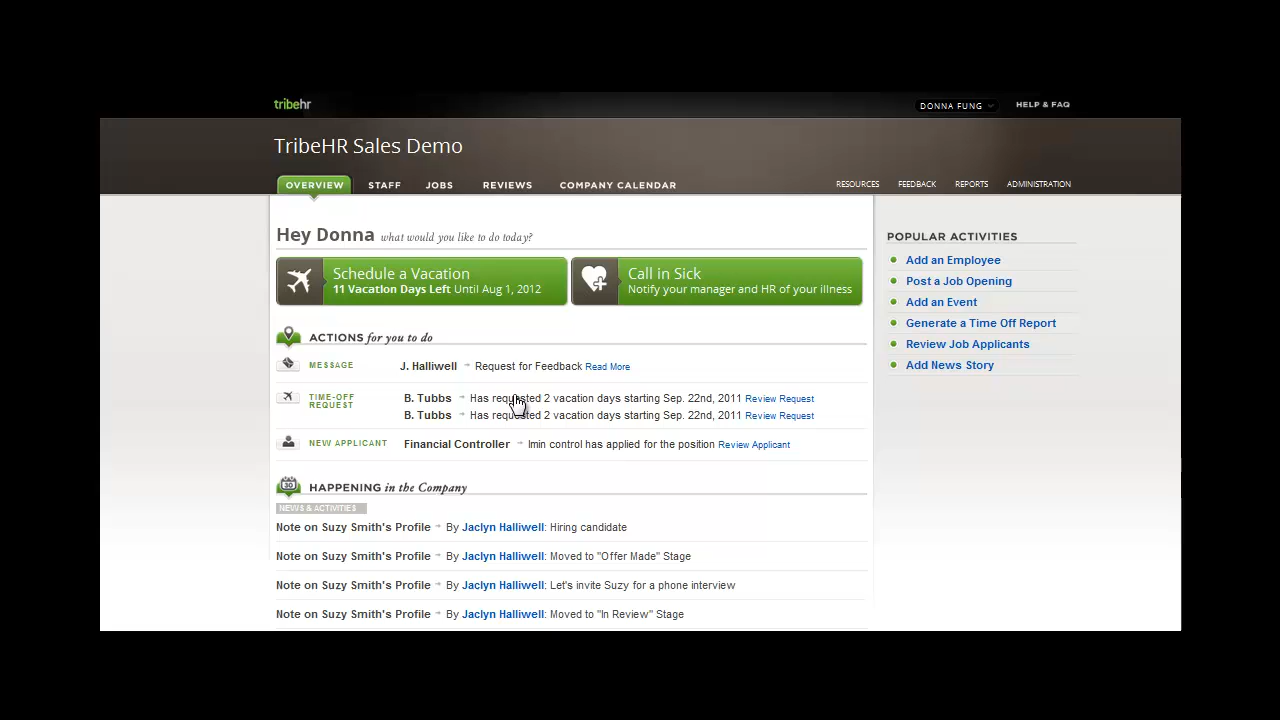 tribehr
DONNA FUNG
HELP & FAQ
TribeHR Sales Demo
OVERVIEW STAFF JOBS REVIEWS COMPANY CALENDAR
RESOURCES FEEDBACK REPORTS ADMINISTRATION
Hey Donna what would you like to do today?
Schedule a Vacation
11 Vacation Days Left Until Aug 1, 2012
Call in Sick
Notify your manager and HR of your illness
ACTIONS for you to do
MESSAGE J. Halliwell Request for Feedback Read More
TIME-OFF REQUEST
B. Tubbs Has requested 2 vacation days starting Sep. 22nd, 2011 Review Request
B. Tubbs Has requested 2 vacation days starting Sep. 22nd, 2011 Review Request
NEW APPLICANT Financial Controller Imin control has applied for the position Review Applicant
HAPPENING in the Company
30
NEWS & ACTIVITIES
Note on Suzy Smith's Profile By Jaclyn Halliwell: Hiring candidate
Note on Suzy Smith's Profile By Jaclyn Halliwell: Moved to "Offer Made" Stage
Note on Suzy Smith's Profile By Jaclyn Halliwell: Let's invite Suzy for a phone interview
Note on Suzy Smith's Profile By Jaclyn Halliwell: Moved to "In Review" Stage
POPULAR ACTIVITIES
Add an Employee
Post a Job Opening
Add an Event
Generate a Time Off Report
Review Job Applicants
Add News Story